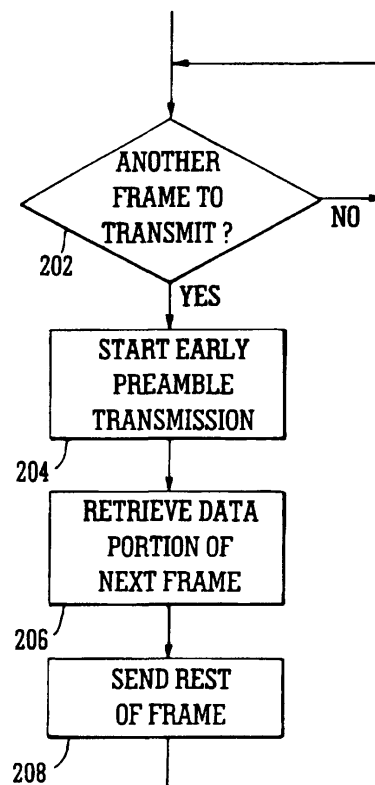 ANOTHER
FRAME TO
TRANSMIT ?
202
NO
YES
START EARLY
PREAMBLE
TRANSMISSION
204
RETRIEVE DATA
PORTION OF
NEXT FRAME
206
SEND REST
OF FRAME
208